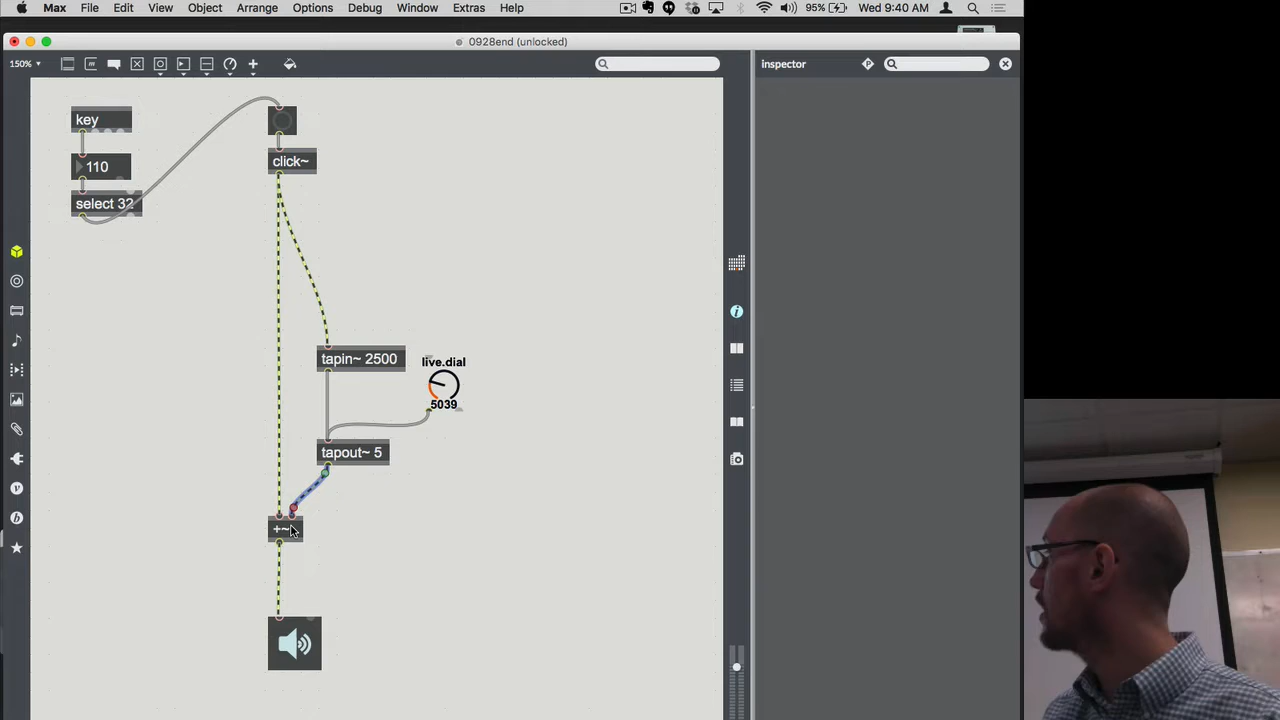 Max File Edit View Object Arrange Options Debug Window Extras Help
95% Wed 9:40 AM
0928end (unlocked)
150%
inspector
key
110
select 32
click~
tapin~ 2500
live.dial
5039
tapout~ 5
+~